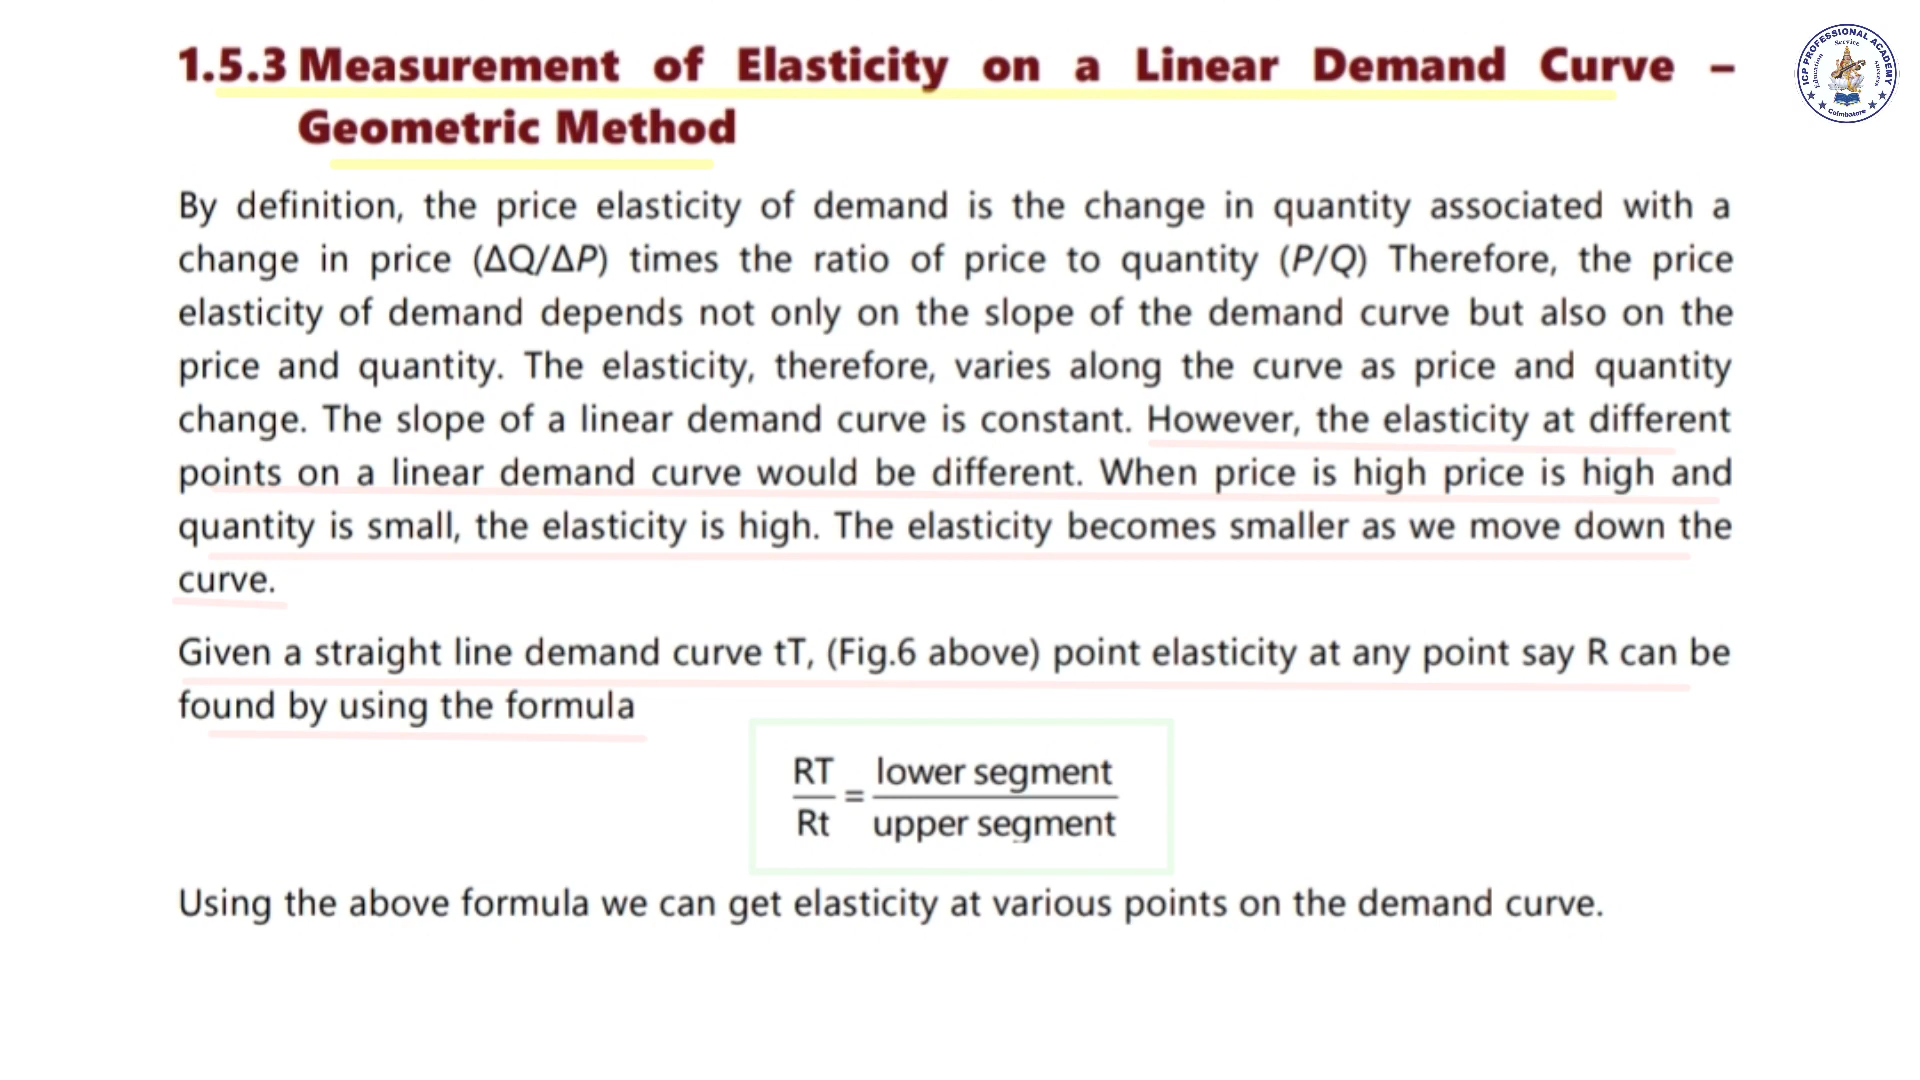 1.5.3 Measurement of Elasticity on a Linear Demand Curve –
Geometric Method
By definition, the price elasticity of demand is the change in quantity associated with a
change in price (ΔQ/ΔP) times the ratio of price to quantity (P/Q) Therefore, the price
elasticity of demand depends not only on the slope of the demand curve but also on the
price and quantity. The elasticity, therefore, varies along the curve as price and quantity
change. The slope of a linear demand curve is constant. However, the elasticity at different
points on a linear demand curve would be different. When price is high price is high and
quantity is small, the elasticity is high. The elasticity becomes smaller as we move down the
curve.
Given a straight line demand curve tT, (Fig.6 above) point elasticity at any point say R can be
found by using the formula
RT lower segment
=
Rt upper segment
Using the above formula we can get elasticity at various points on the demand curve.
ICP PROFESSIONAL ACADEMY
Service
Education
Success
Coimbatore